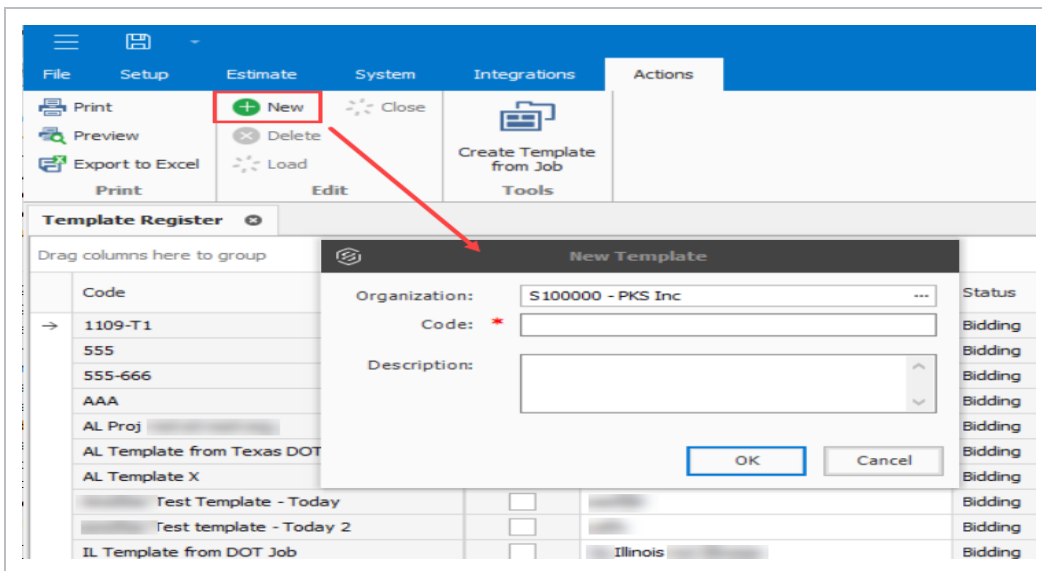 File Setup Estimate System Integrations Actions
Print New Close
Preview Delete
Export to Excel Load
Create Template
from Job
Print Edit Tools
Template Register
Drag columns here to group
New Template
Code Status
Organization: S100000 - PKS Inc ...
Code: *
Description:
OK Cancel
1109-T1 Bidding
555 Bidding
555-666 Bidding
AAA Bidding
AL Proj Bidding
AL Template from Texas DOT Bidding
AL Template X Bidding
Test Template - Today Bidding
Test template - Today 2 Bidding
IL Template from DOT Job Illinois Bidding